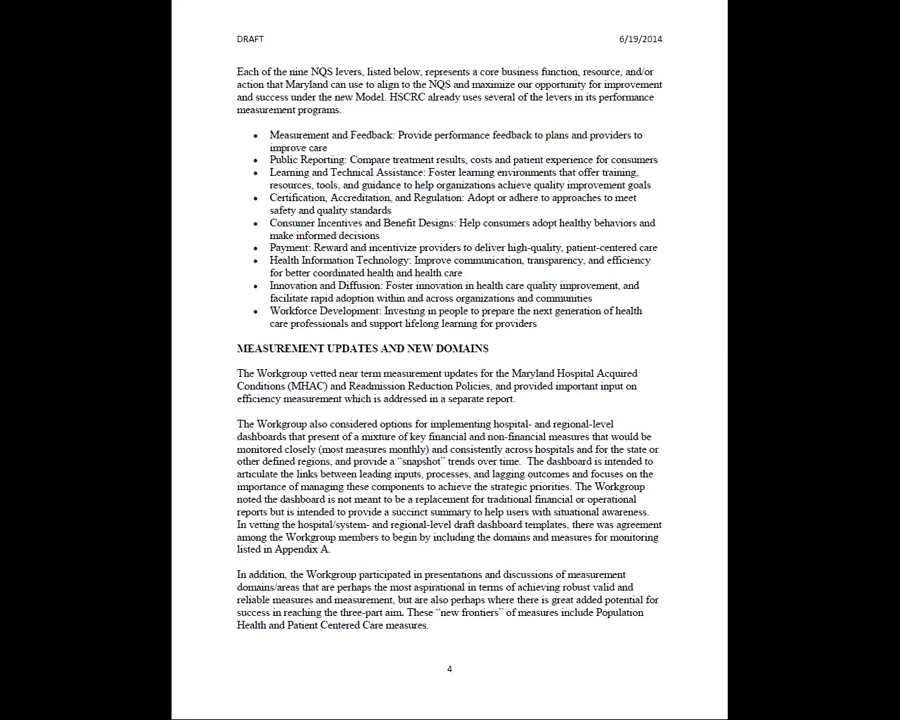 DRAFT 6/19/2014
Each of the nine NQS levers, listed below, represents a core business function, resource, and/or
action that Maryland can use to align to the NQS and maximize our opportunity for improvement
and success under the new Model. HSCRC already uses several of the levers in its performance
measurement programs.
• Measurement and Feedback: Provide performance feedback to plans and providers to
improve care
• Public Reporting: Compare treatment results, costs and patient experience for consumers
• Learning and Technical Assistance: Foster learning environments that offer training,
resources, tools, and guidance to help organizations achieve quality improvement goals
• Certification, Accreditation, and Regulation: Adopt or adhere to approaches to meet
safety and quality standards
• Consumer Incentives and Benefit Designs: Help consumers adopt healthy behaviors and
make informed decisions
• Payment: Reward and incentivize providers to deliver high-quality, patient-centered care
• Health Information Technology: Improve communication, transparency, and efficiency
for better coordinated health and health care
• Innovation and Diffusion: Foster innovation in health care quality improvement, and
facilitate rapid adoption within and across organizations and communities
• Workforce Development: Investing in people to prepare the next generation of health
care professionals and support lifelong learning for providers
MEASUREMENT UPDATES AND NEW DOMAINS
The Workgroup vetted near term measurement updates for the Maryland Hospital Acquired
Conditions (MHAC) and Readmission Reduction Policies, and provided important input on
efficiency measurement which is addressed in a separate report.
The Workgroup also considered options for implementing hospital- and regional-level
dashboards that present of a mixture of key financial and non-financial measures that would be
monitored closely (most measures monthly) and consistently across hospitals and for the state or
other defined regions, and provide a “snapshot” trends over time. The dashboard is intended to
articulate the links between leading inputs, processes, and lagging outcomes and focuses on the
importance of managing these components to achieve the strategic priorities. The Workgroup
noted the dashboard is not meant to be a replacement for traditional financial or operational
reports but is intended to provide a succinct summary to help users with situational awareness.
In vetting the hospital/system- and regional-level draft dashboard templates, there was agreement
among the Workgroup members to begin by including the domains and measures for monitoring
listed in Appendix A.
In addition, the Workgroup participated in presentations and discussions of measurement
domains/areas that are perhaps the most aspirational in terms of achieving robust valid and
reliable measures and measurement, but are also perhaps where there is great added potential for
success in reaching the three-part aim. These “new frontiers” of measures include Population
Health and Patient Centered Care measures.
4